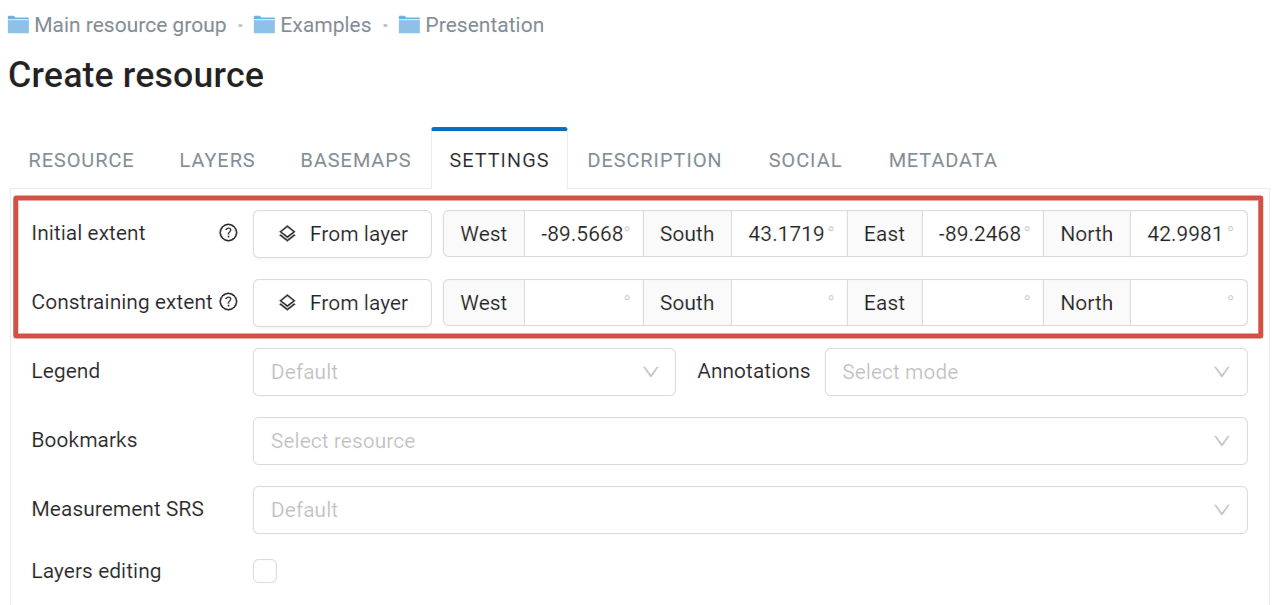 Main resource group · Examples · Presentation
Create resource
RESOURCE LAYERS BASEMAPS SETTINGS DESCRIPTION SOCIAL METADATA
Initial extent ? From layer West -89.5668° South 43.1719° East -89.2468° North 42.9981°
Constraining extent ? From layer West ° South ° East ° North °
Legend Default Annotations Select mode
Bookmarks Select resource
Measurement SRS Default
Layers editing